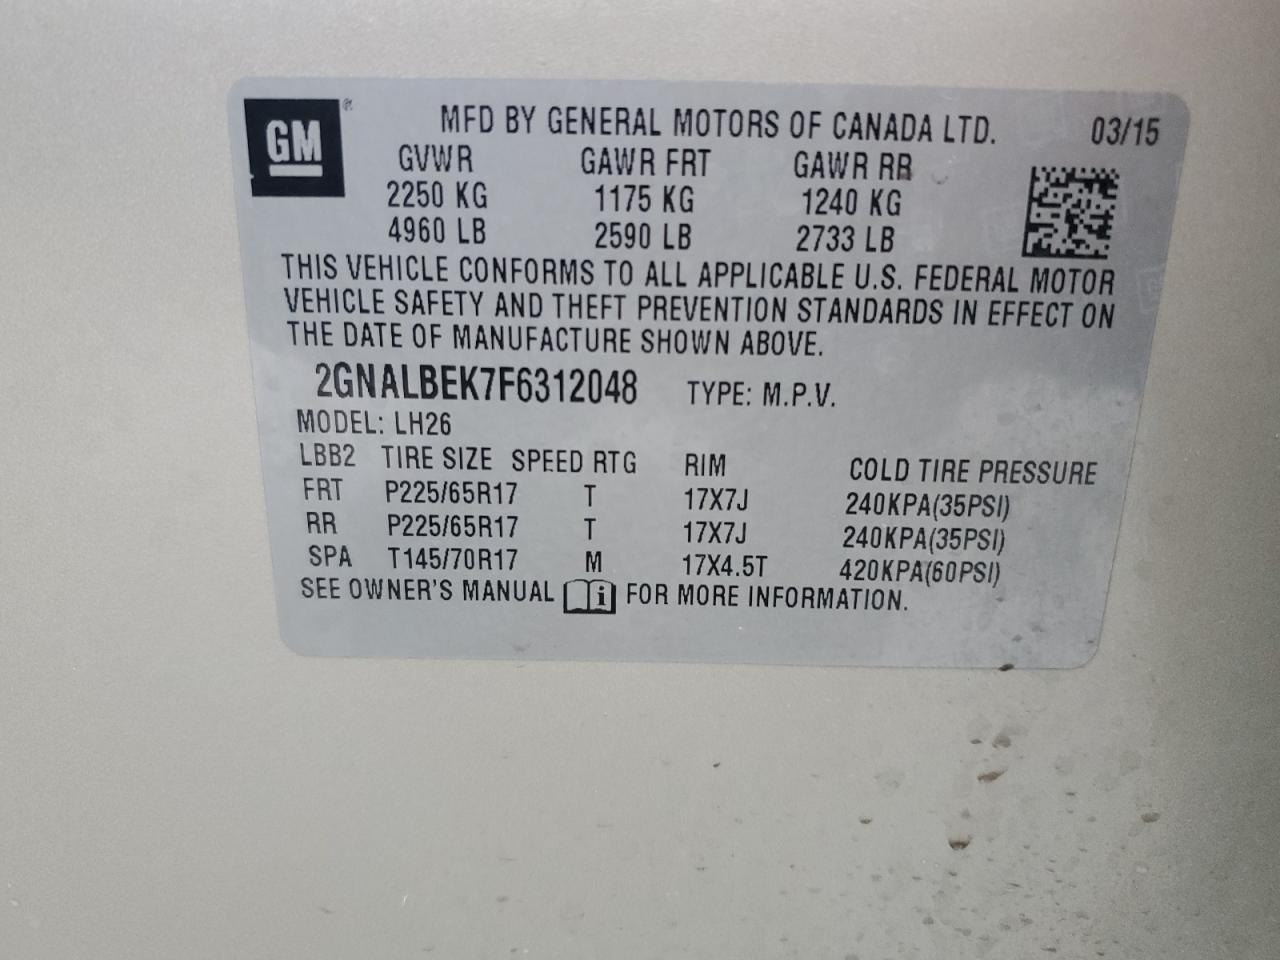 GM ®
MFD BY GENERAL MOTORS OF CANADA LTD. 03/15
GVWR GAWR FRT GAWR RR
2250 KG 1175 KG 1240 KG
4960 LB 2590 LB 2733 LB
THIS VEHICLE CONFORMS TO ALL APPLICABLE U.S. FEDERAL MOTOR
VEHICLE SAFETY AND THEFT PREVENTION STANDARDS IN EFFECT ON
THE DATE OF MANUFACTURE SHOWN ABOVE.
2GNALBEK7F6312048 TYPE: M.P.V.
MODEL: LH26
LBB2 TIRE SIZE SPEED RTG RIM COLD TIRE PRESSURE
FRT P225/65R17 T 17X7J 240KPA(35PSI)
RR P225/65R17 T 17X7J 240KPA(35PSI)
SPA T145/70R17 M 17X4.5T 420KPA(60PSI)
SEE OWNER'S MANUAL i FOR MORE INFORMATION.